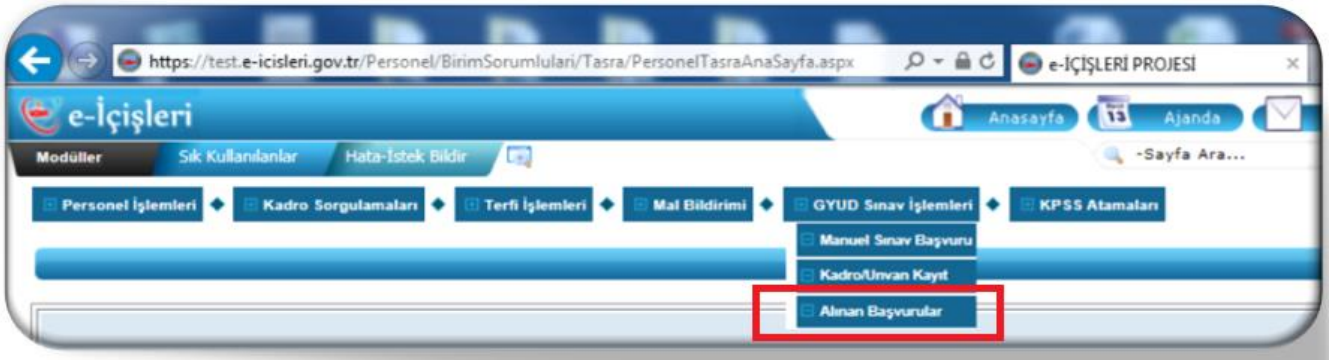 https://test.e-icisleri.gov.tr/Personel/BirimSorumlulari/Tasra/PersonelTasraAnaSayfa.aspx e-İÇİŞLERİ PROJESİ
e-İçişleri Anasayfa 13 Ajanda
Modüller Sık Kullanılanlar Hata-İstek Bildir -Sayfa Ara...
Personel İşlemleri Kadro Sorgulamaları Terfi İşlemleri Mal Bildirimi GYUD Sınav İşlemleri KPSS Atamaları
Manuel Sınav Başvuru
Kadro/Unvan Kayıt
Alınan Başvurular